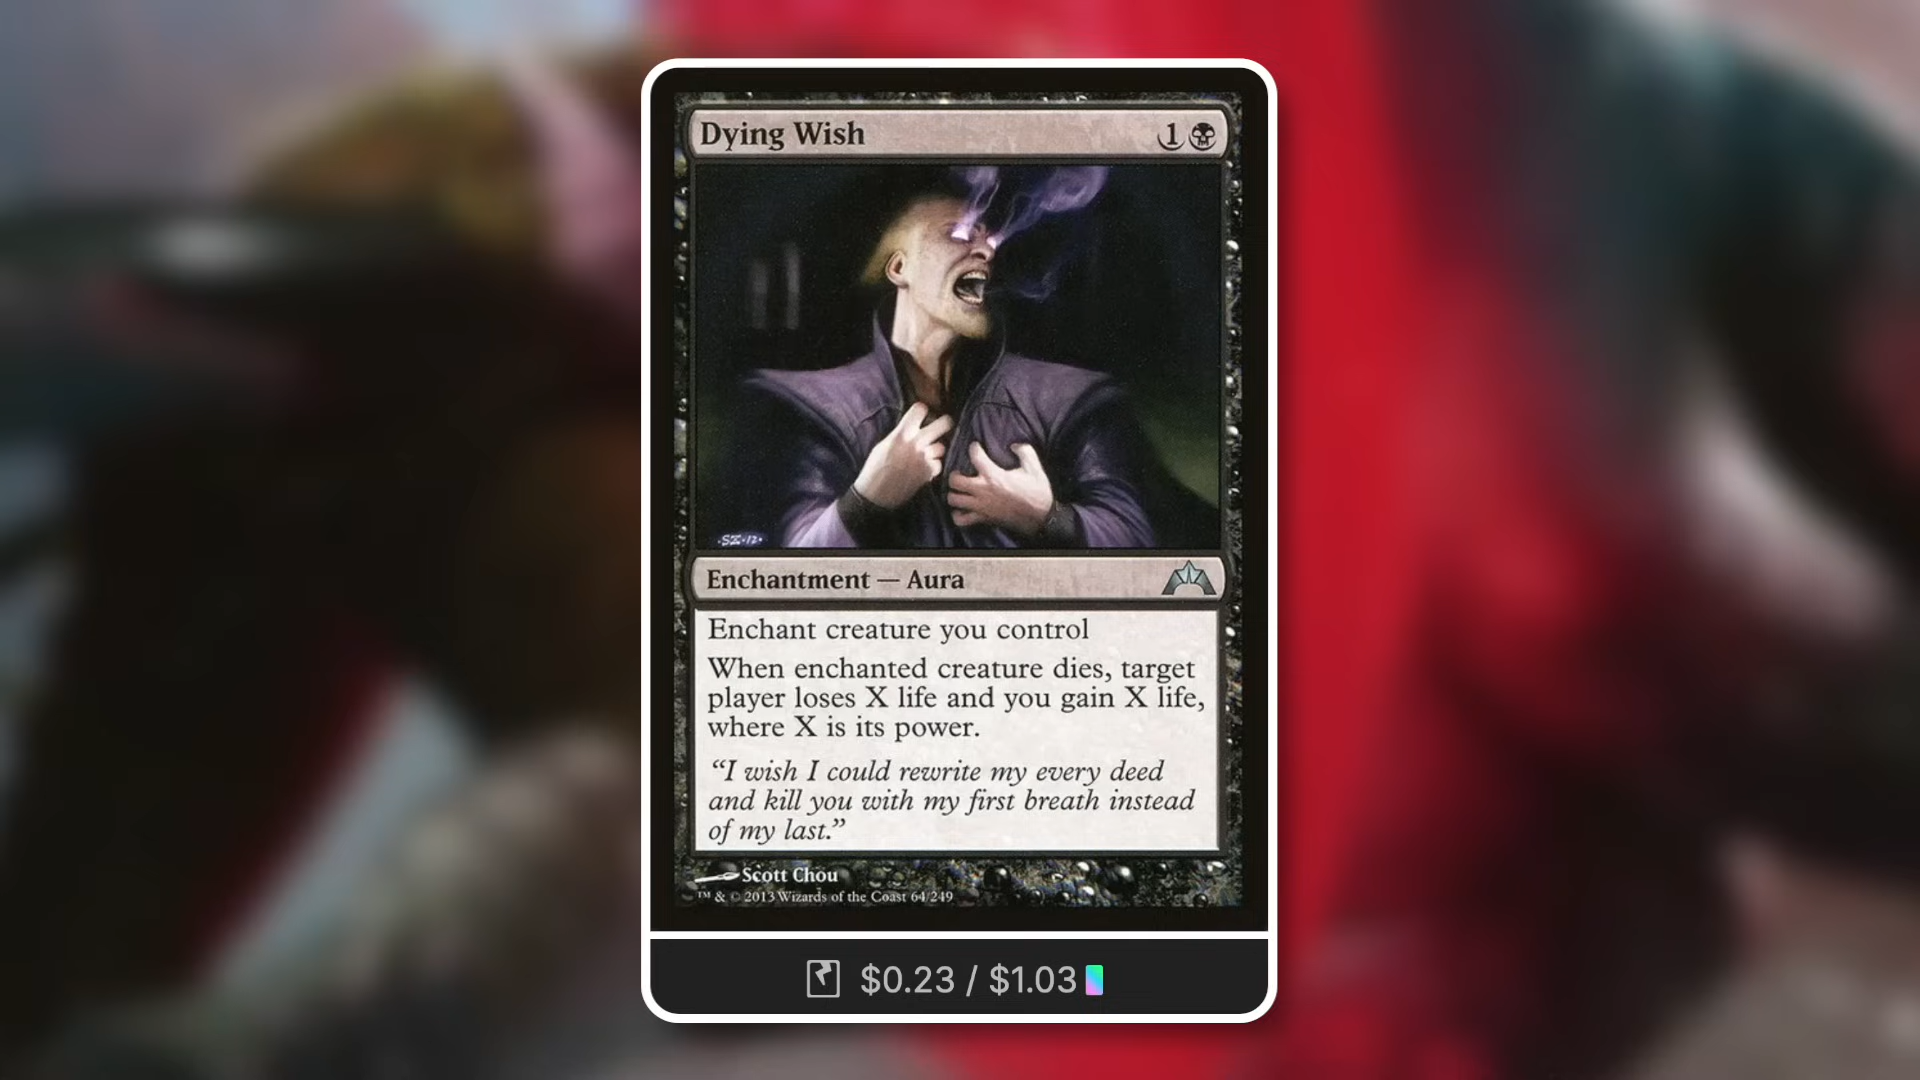 Dying Wish
1
·SX·12·
Enchantment — Aura
Enchant creature you control
When enchanted creature dies, target
player loses X life and you gain X life,
where X is its power.
“I wish I could rewrite my every deed
and kill you with my first breath instead
of my last.”
Scott Chou
™ & © 2013 Wizards of the Coast 64/249
$0.23 / $1.03